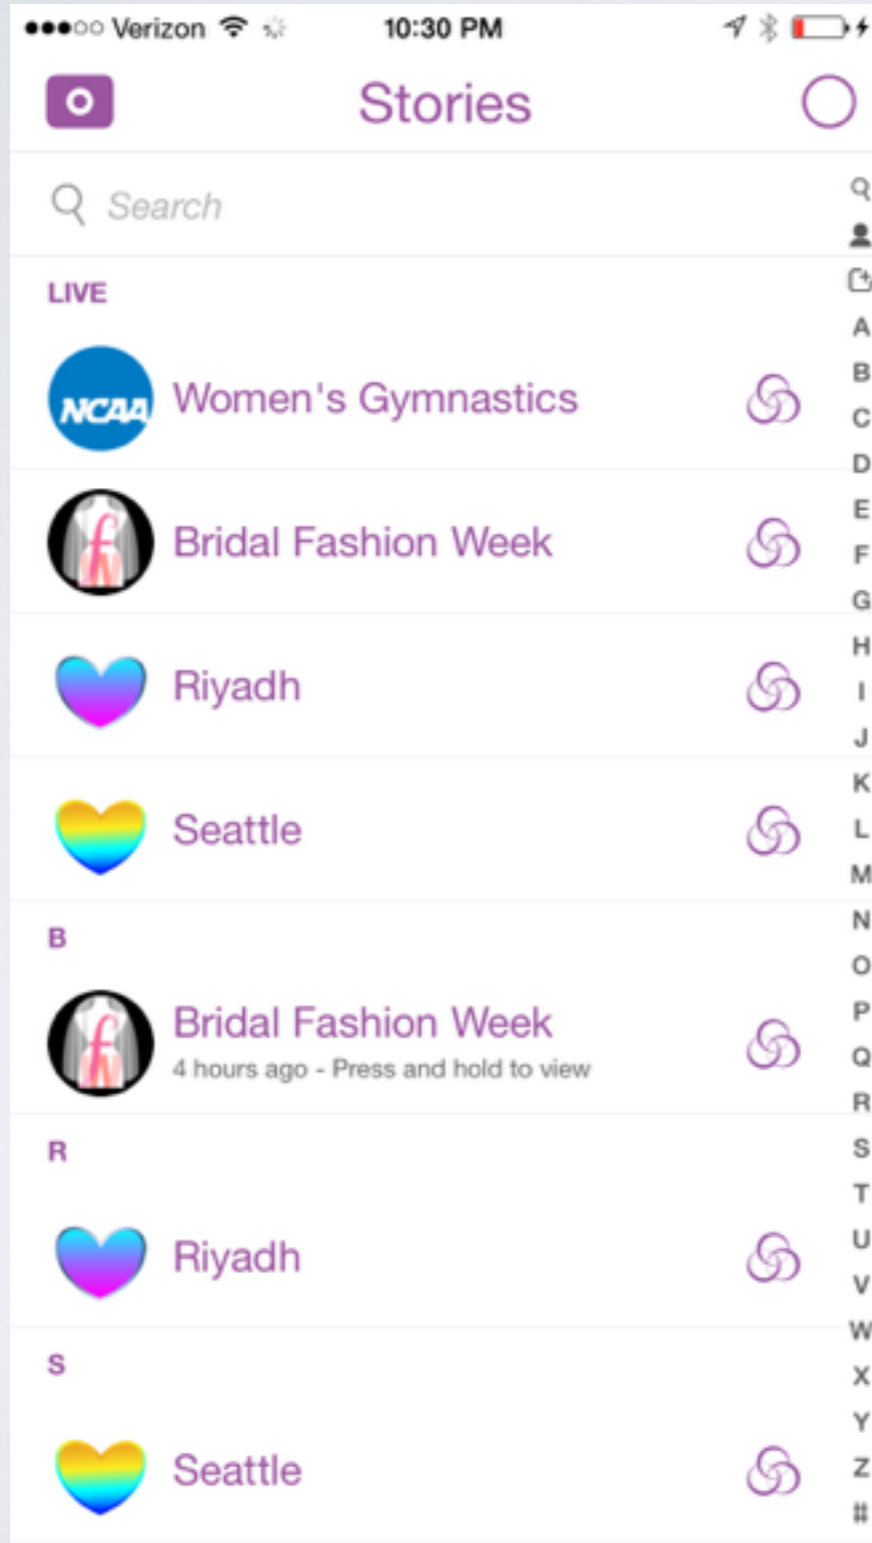 Verizon 10:30 PM
Stories
Search
LIVE
NCAA Women's Gymnastics
f Bridal Fashion Week
Riyadh
Seattle
B
f Bridal Fashion Week
4 hours ago - Press and hold to view
R
Riyadh
S
Seattle
A
B
C
D
E
F
G
H
I
J
K
L
M
N
O
P
Q
R
S
T
U
V
W
X
Y
Z
#